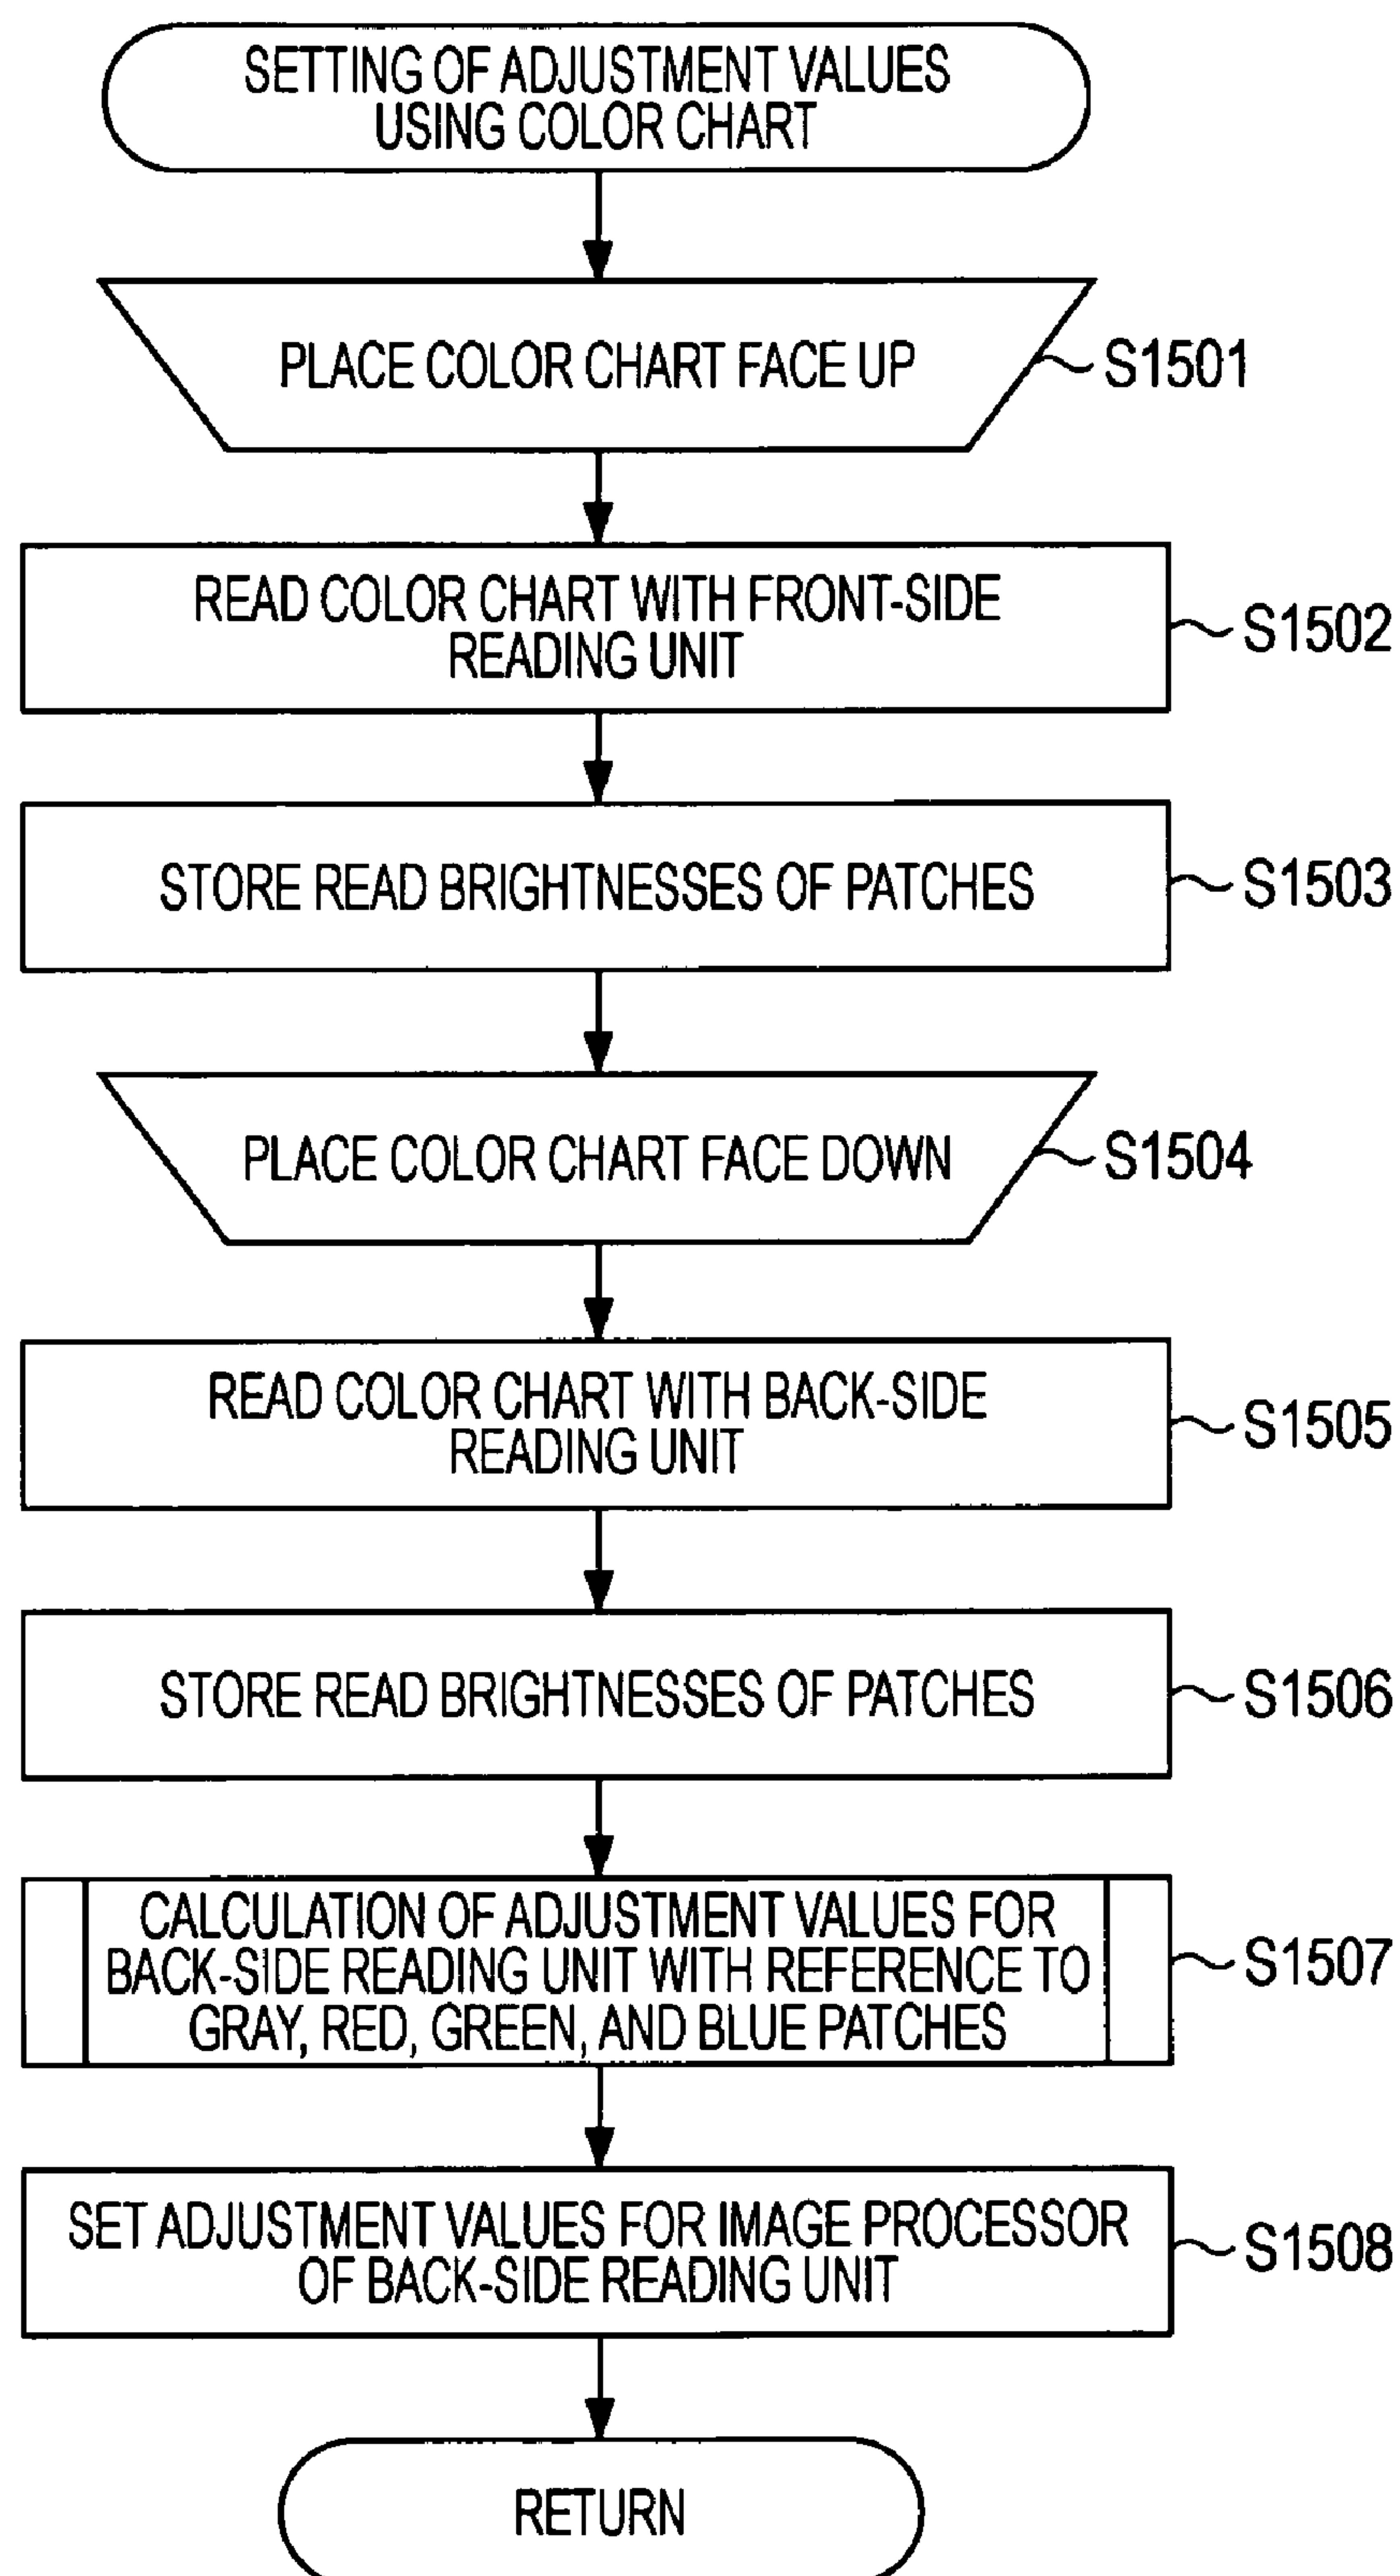 SETTING OF ADJUSTMENT VALUES
USING COLOR CHART
PLACE COLOR CHART FACE UP
S1501
READ COLOR CHART WITH FRONT-SIDE
READING UNIT
S1502
STORE READ BRIGHTNESSES OF PATCHES
S1503
PLACE COLOR CHART FACE DOWN
S1504
READ COLOR CHART WITH BACK-SIDE
READING UNIT
S1505
STORE READ BRIGHTNESSES OF PATCHES
S1506
CALCULATION OF ADJUSTMENT VALUES FOR
BACK-SIDE READING UNIT WITH REFERENCE TO
GRAY, RED, GREEN, AND BLUE PATCHES
S1507
SET ADJUSTMENT VALUES FOR IMAGE PROCESSOR
OF BACK-SIDE READING UNIT
S1508
RETURN